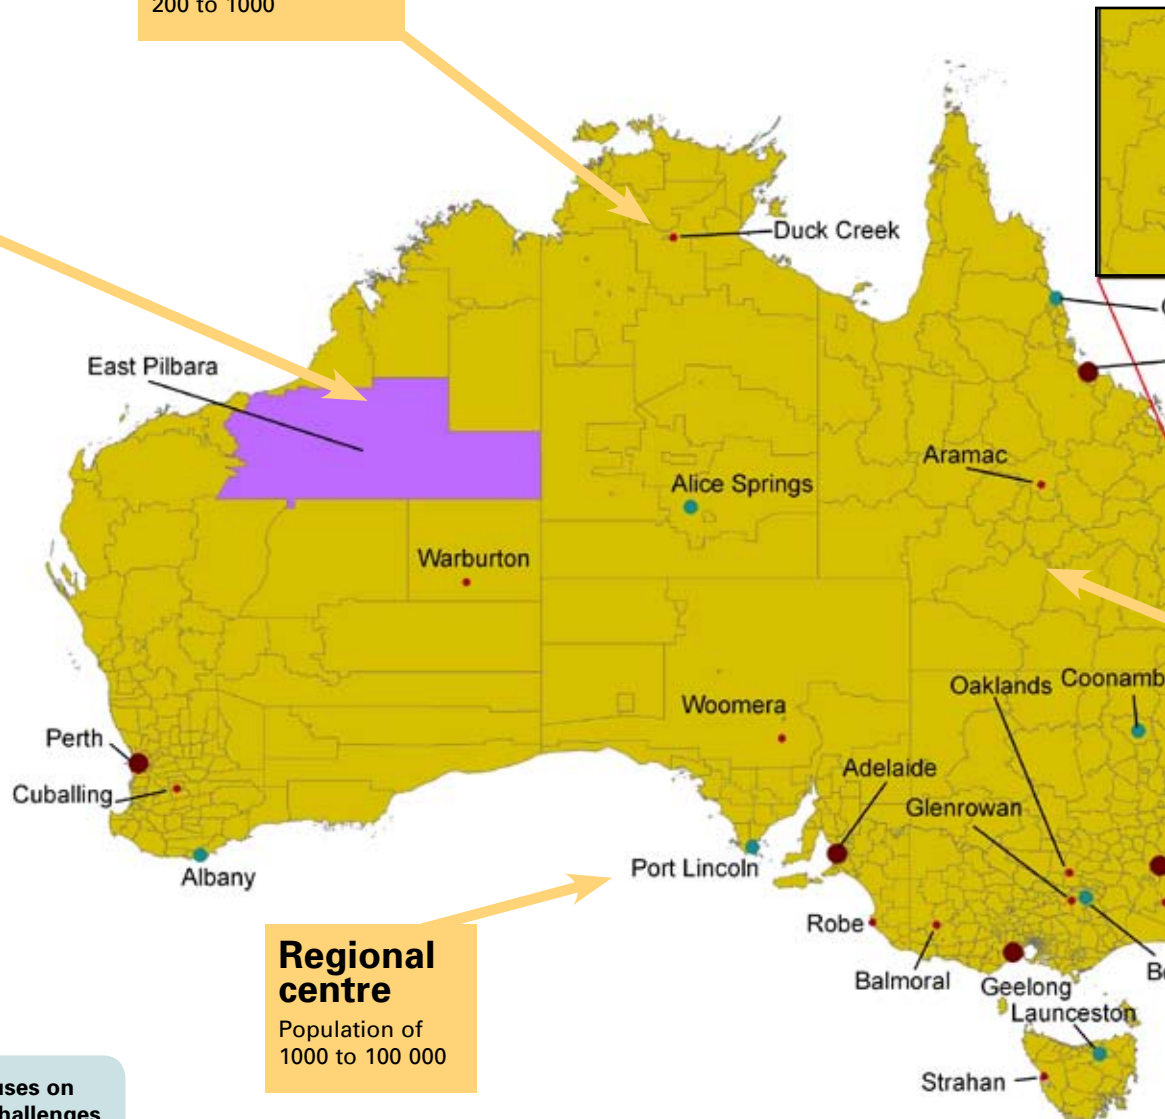 200 to 1000
Duck Creek
East Pilbara
Aramac
Alice Springs
Warburton
Oaklands
Woomera
Perth
Adelaide
Cuballing
Glenrowan
Port Lincoln
Albany
Robe
Regional
centre
Balmoral
Geelong
Population of
1000 to 100 000
Launceston
Strahan